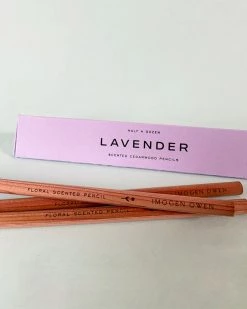 HALF A DOZEN
LAVENDER
SCENTED CEDARWOOD PENCILS
FLORAL SCENTED PENCIL
IMOGEN OWEN
FLORAL SCENTED PENCIL
IMOGEN OWEN